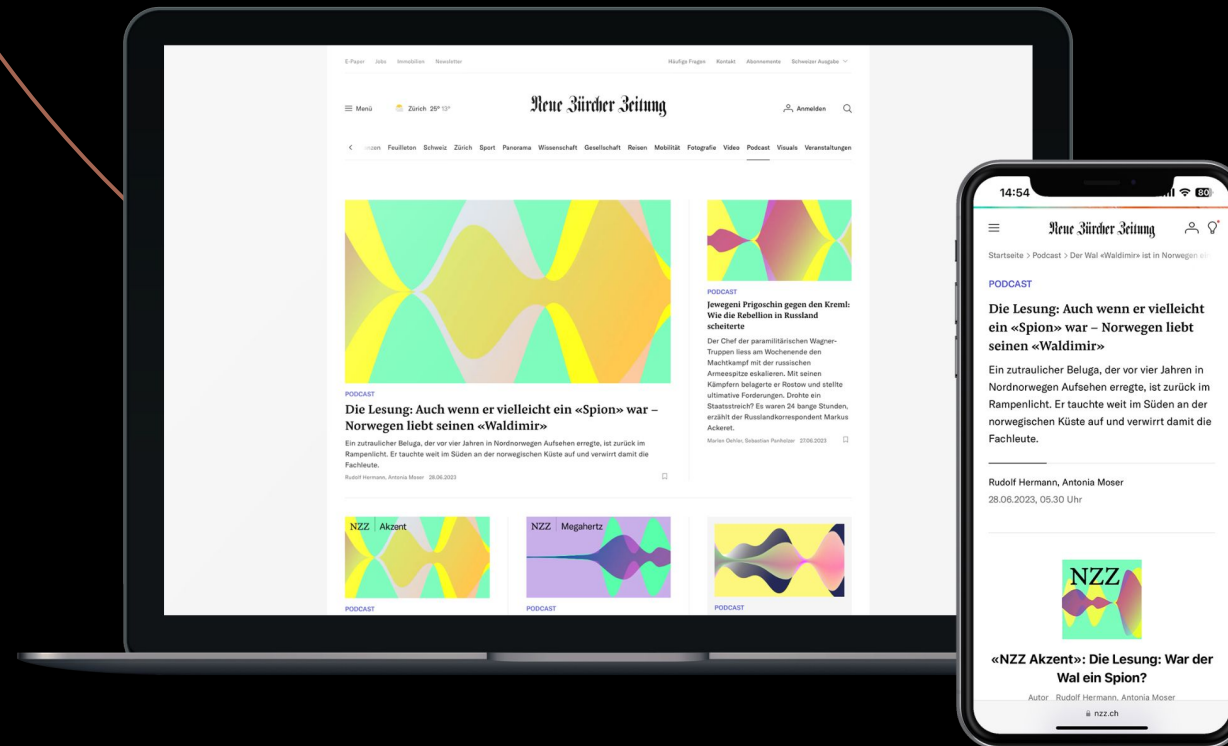 E-Paper Jobs Immobilien Newsletter
Häufige Fragen Kontakt Abonnemente Schweizer Ausgabe
Menü Zürich 25° 13°
Neue Zürcher Zeitung
Anmelden
Feuilleton Schweiz Zürich Sport Panorama Wissenschaft Gesellschaft Reisen Mobilität Fotografie Video Podcast Visuals Veranstaltungen
PODCAST
Die Lesung: Auch wenn er vielleicht ein «Spion» war –
Norwegen liebt seinen «Waldimir»
Ein zutraulicher Beluga, der vor vier Jahren in Nordnorwegen Aufsehen erregte, ist zurück im
Rampenlicht. Er tauchte weit im Süden an der norwegischen Küste auf und verwirrt damit die
Fachleute.
Rudolf Hermann, Antonia Moser 28.06.2023
PODCAST
Jewgeni Prigoschin gegen den Kreml:
Wie die Rebellion in Russland
scheiterte
Der Chef der paramilitärischen Wagner-
Truppen liess am Wochenende den
Machtkampf mit der russischen
Armeespitze eskalieren. Mit seinen
Kämpfern belagerte er Rostow und stellte
ultimative Forderungen. Drohte ein
Staatsstreich? Es waren 24 bange Stunden,
erzählt der Russlandkorrespondent Markus
Ackeret.
Marlen Oehler, Sebastian Panholzer 27.06.2023
NZZ Akzent
PODCAST
NZZ Megahertz
PODCAST
PODCAST
14:54
80
Neue Zürcher Zeitung
Startseite > Podcast > Der Wal «Waldimir» ist in Norwegen
PODCAST
Die Lesung: Auch wenn er vielleicht
ein «Spion» war – Norwegen liebt
seinen «Waldimir»
Ein zutraulicher Beluga, der vor vier Jahren in
Nordnorwegen Aufsehen erregte, ist zurück im
Rampenlicht. Er tauchte weit im Süden an der
norwegischen Küste auf und verwirrt damit die
Fachleute.
Rudolf Hermann, Antonia Moser
28.06.2023, 05.30 Uhr
NZZ
«NZZ Akzent»: Die Lesung: War der
Wal ein Spion?
Autor Rudolf Hermann, Antonia Moser
nzz.ch